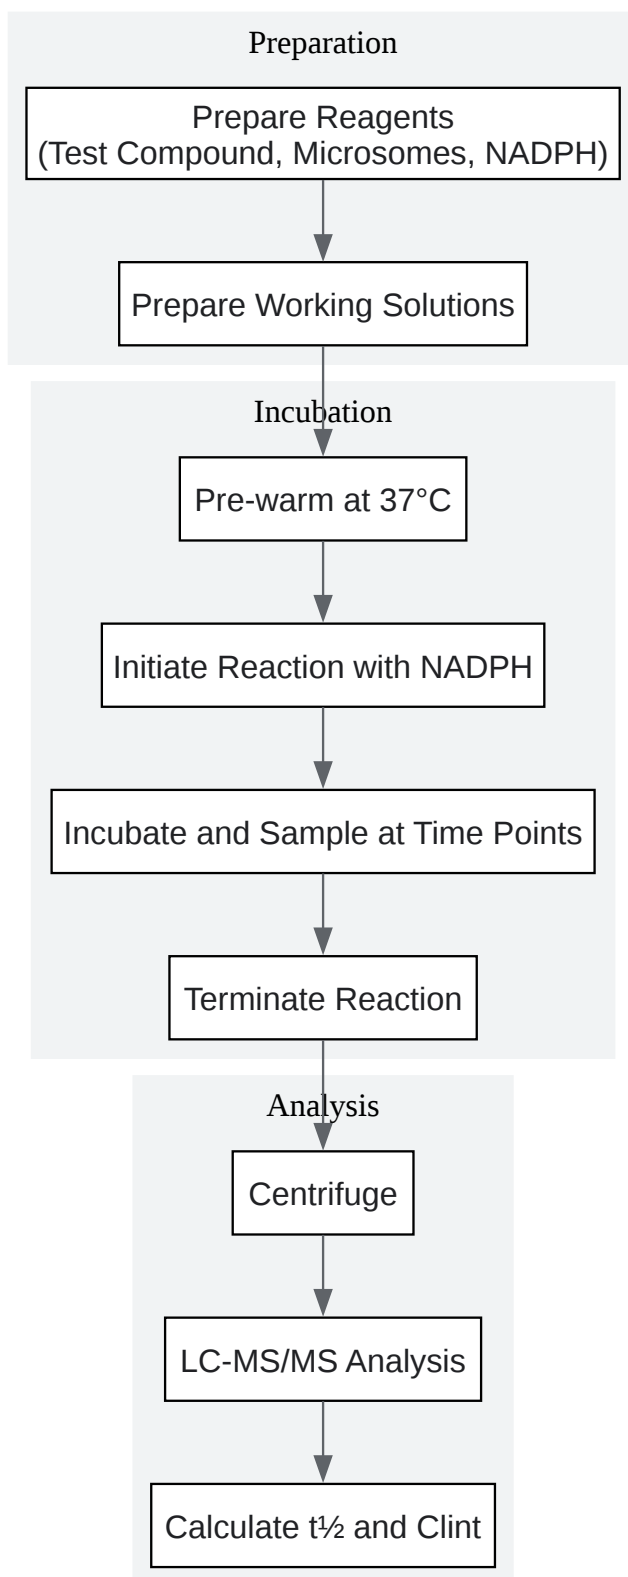 Preparation
Prepare Reagents
(Test Compound, Microsomes, NADPH)
Prepare Working Solutions
Incubation
Pre-warm at 37°C
Initiate Reaction with NADPH
Incubate and Sample at Time Points
Terminate Reaction
Analysis
Centrifuge
LC-MS/MS Analysis
Calculate t½ and Clint